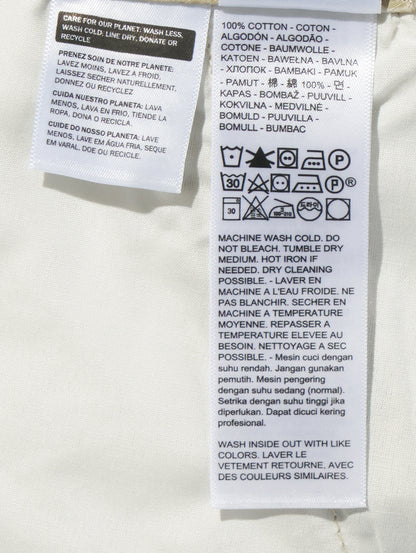 CARE FOR OUR PLANET: WASH LESS,
WASH COLD, LINE DRY, DONATE OR
RECYCLE
PRENEZ SOIN DE NOTRE PLANETE:
LAVEZ MOINS, LAVEZ A FROID,
LAISSEZ SECHER NATURELLEMENT,
DONNEZ OU RECYCLEZ.
CUIDA NUESTRO PLANETA: LAVA
MENOS, LAVA EN FRIO, TIENDE LA
ROPA, DONA O RECICLA.
CUIDE DO NOSSO PLANETA: LAVE
MENOS, LAVE EM ÁGUA FRIA, SEQUE
EM VARAL, DOE OU RECICLE.
100% COTTON - COTON -
ALGODÓN - ALGODÃO -
COTONE - BAUMWOLLE -
KATOEN - BAWEŁNA - BAVLNA
- ХЛОПОК - BAMBAKI - PAMUK
- PAMUT - 棉 - 綿 100% - 면 -
KAPAS - BOMBAŽ - PUUVILL -
KOKVILNA - MEDVILNĖ -
BOMULD - PUUVILLA -
BOMULL - BUMBAC
P
30 P ®
30 180-210 드라이
MACHINE WASH COLD. DO
NOT BLEACH. TUMBLE DRY
MEDIUM. HOT IRON IF
NEEDED. DRY CLEANING
POSSIBLE. - LAVER EN
MACHINE A L'EAU FROIDE. NE
PAS BLANCHIR. SECHER EN
MACHINE A TEMPERATURE
MOYENNE. REPASSER A
TEMPERATURE ELEVEE AU
BESOIN. NETTOYAGE A SEC
POSSIBLE. - Mesin cuci dengan
suhu rendah. Jangan gunakan
pemutih. Mesin pengering
dengan suhu sedang (normal).
Setrika dengan suhu tinggi jika
diperlukan. Dapat dicuci kering
profesional.
WASH INSIDE OUT WITH LIKE
COLORS. LAVER LE
VETEMENT RETOURNE, AVEC
DES COULEURS SIMILAIRES.